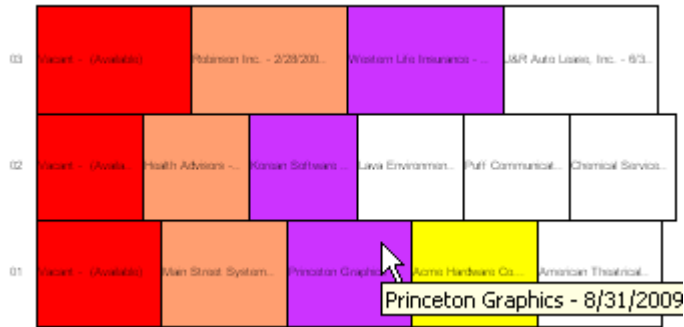 03 Vacant - (Available) Robinson Inc. - 2/28/200... Western Life Insurance - ... J&R Auto Lease, Inc. - 6/3...
02 Vacant - (Availa... Health Advisors -... Korean Software ... Lava Environmen... Puff Communicat... Chemical Service...
01 Vacant - (Available) Main Street System... Princeton Graphic Acme Hardware Co... American Theatrical...
Princeton Graphics - 8/31/2009